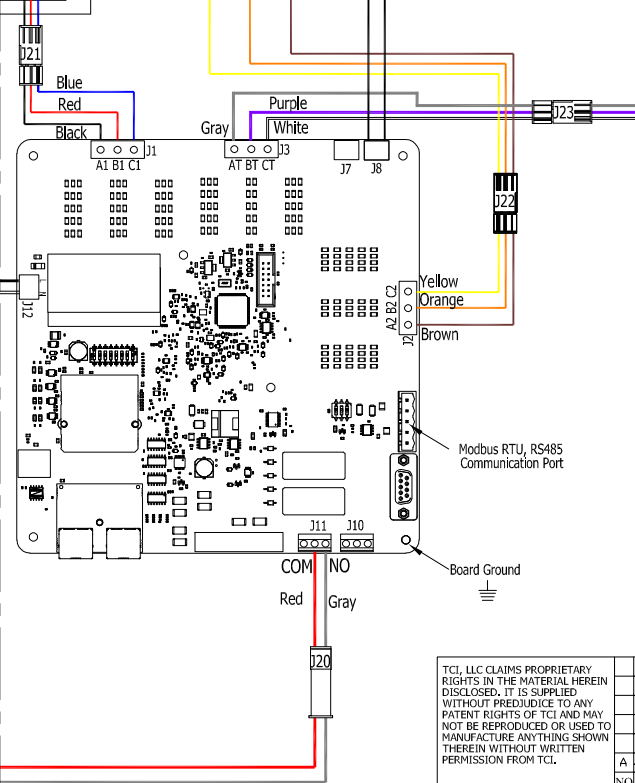 J21
Blue
Red
Black
Purple
Gray
White
J23
J1
A1 B1 C1
J3
AT BT CT
J7
J8
J22
J12
Yellow
Orange
Brown
A2 B2 C2
J2
Modbus RTU, RS485
Communication Port
J11
J10
COM
NO
Board Ground
Red
Gray
J20
TCI, LLC CLAIMS PROPRIETARY
RIGHTS IN THE MATERIAL HEREIN
DISCLOSED. IT IS SUPPLIED
WITHOUT PREDJUDICE TO ANY
PATENT RIGHTS OF TCI AND MAY
NOT BE REPRODUCED OR USED TO
MANUFACTURE ANYTHING SHOWN
THEREIN WITHOUT WRITTEN
PERMISSION FROM TCI.
A
NO